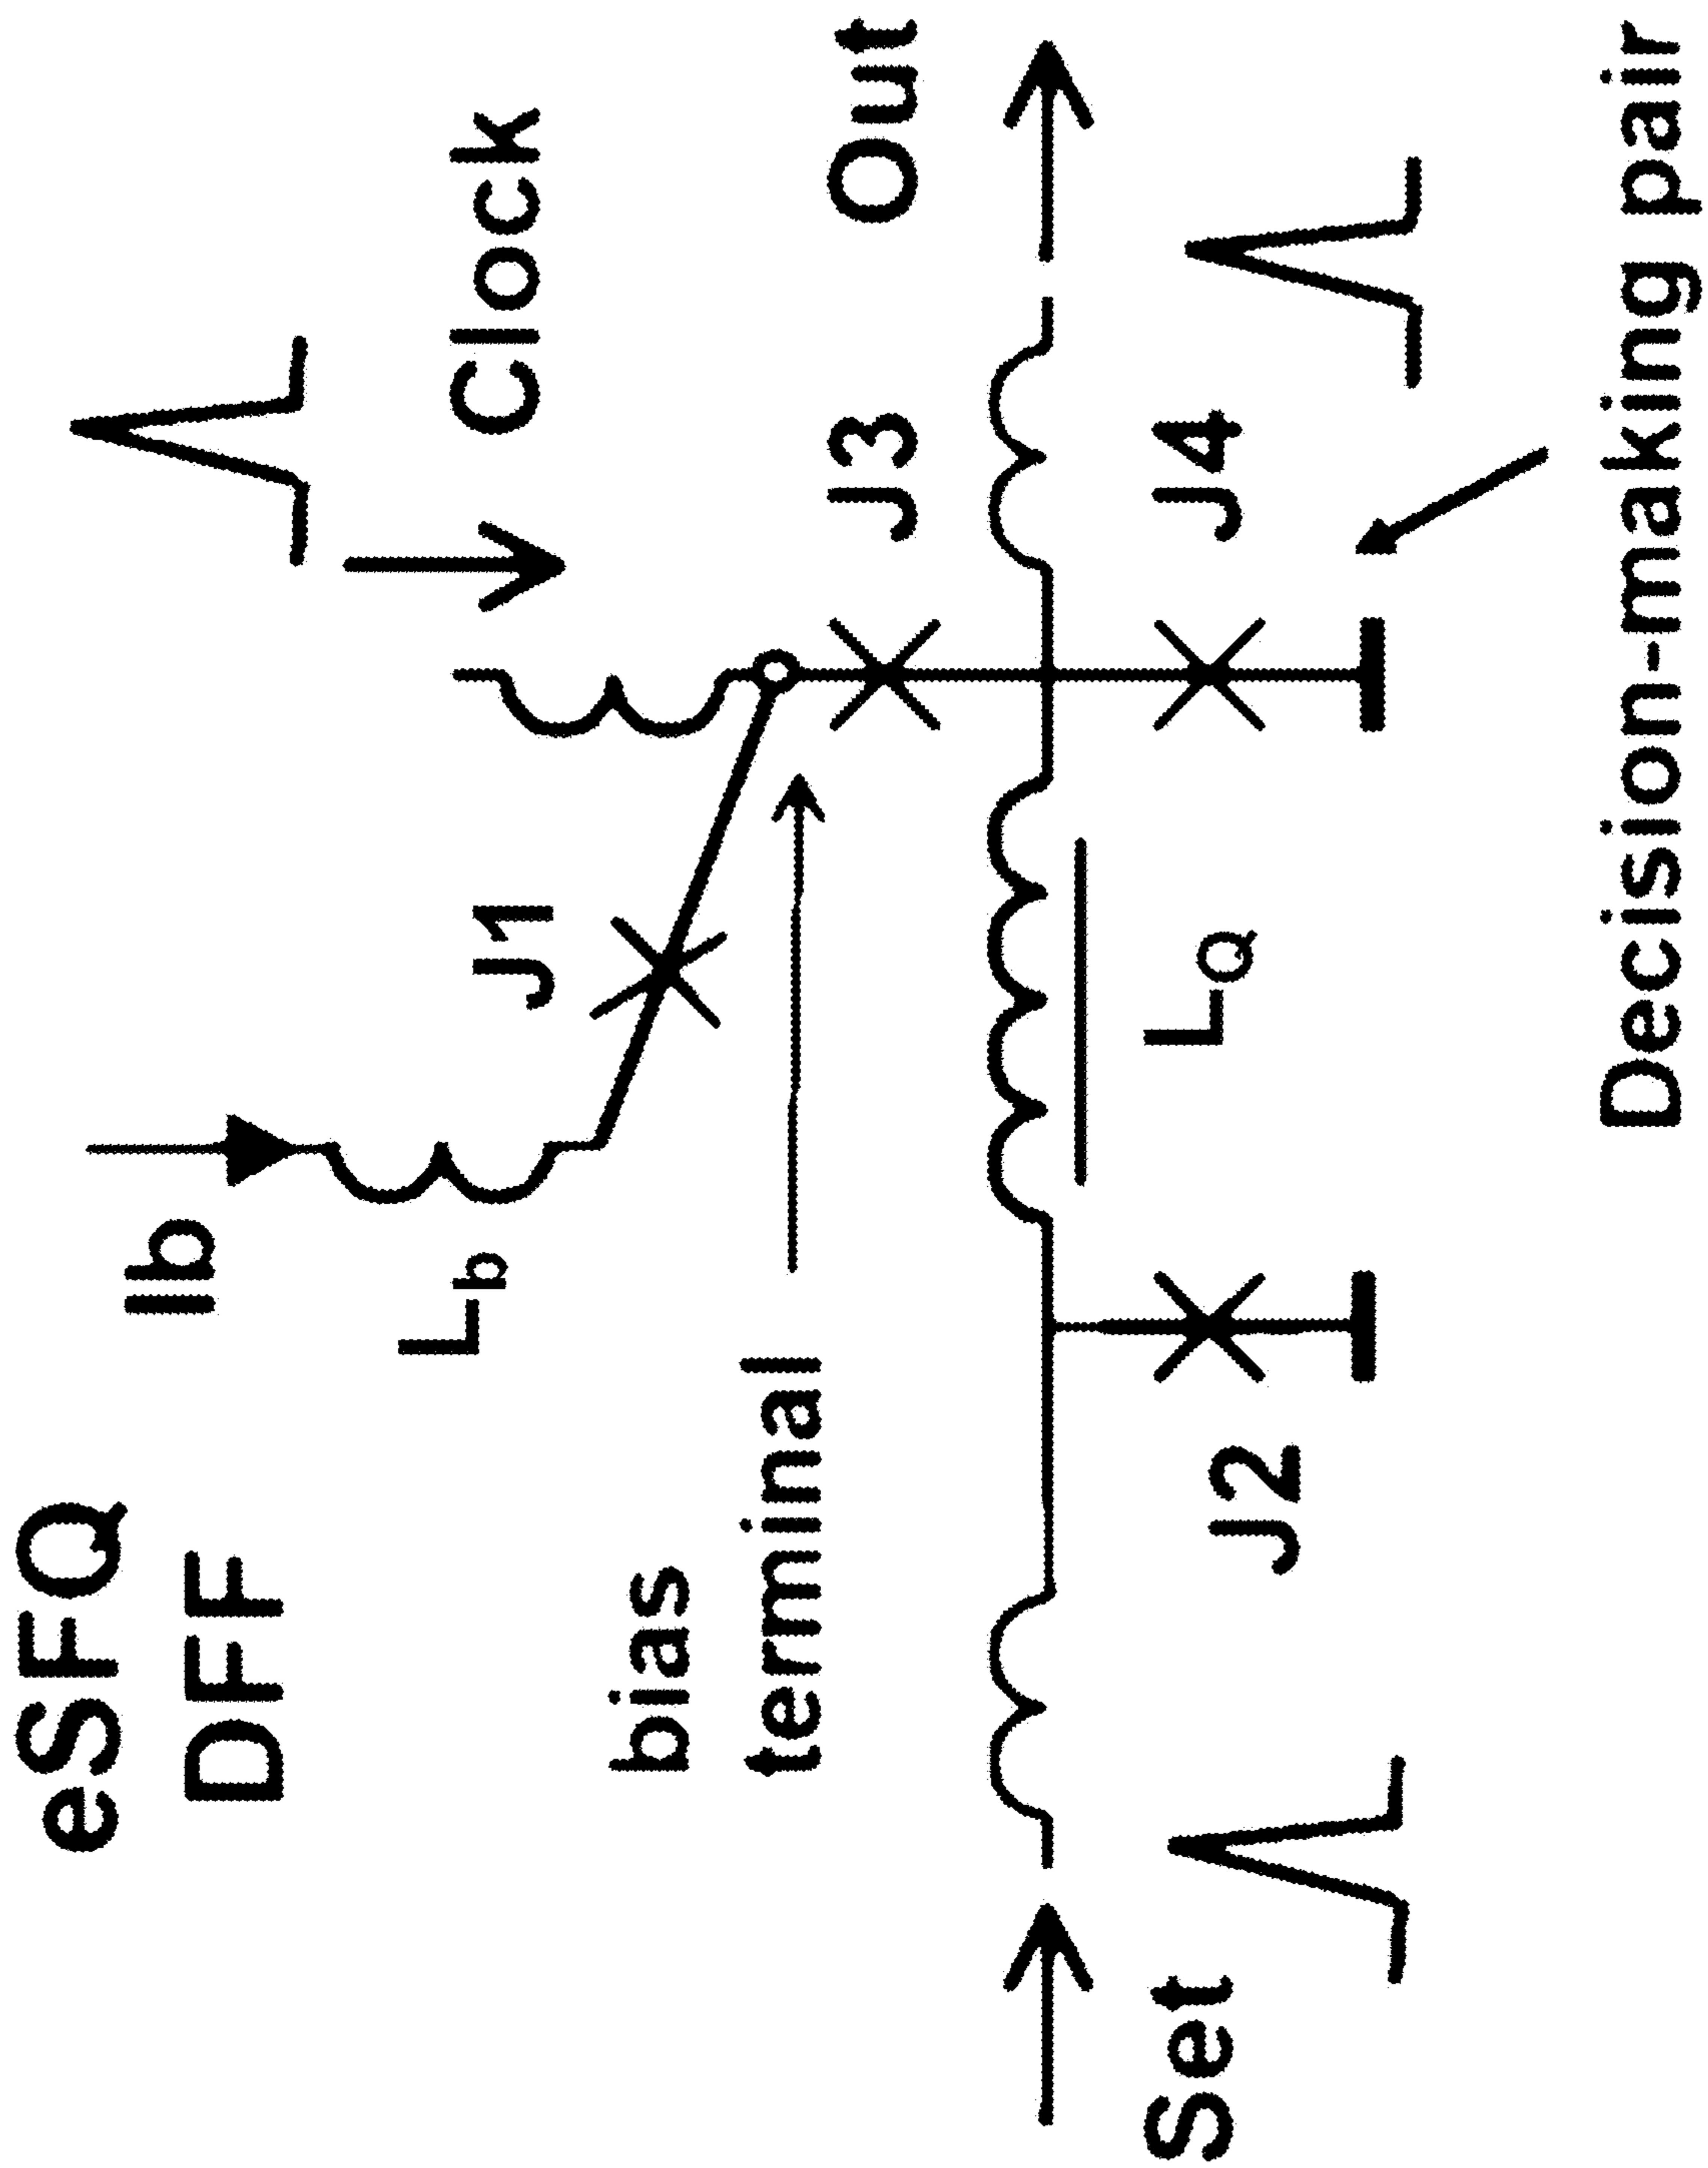 eSFQ
DFF
Ib
Lb
J1
Clock
bias
terminal
J3
Out
Set
J2
LQ
J4
Decision-making pair